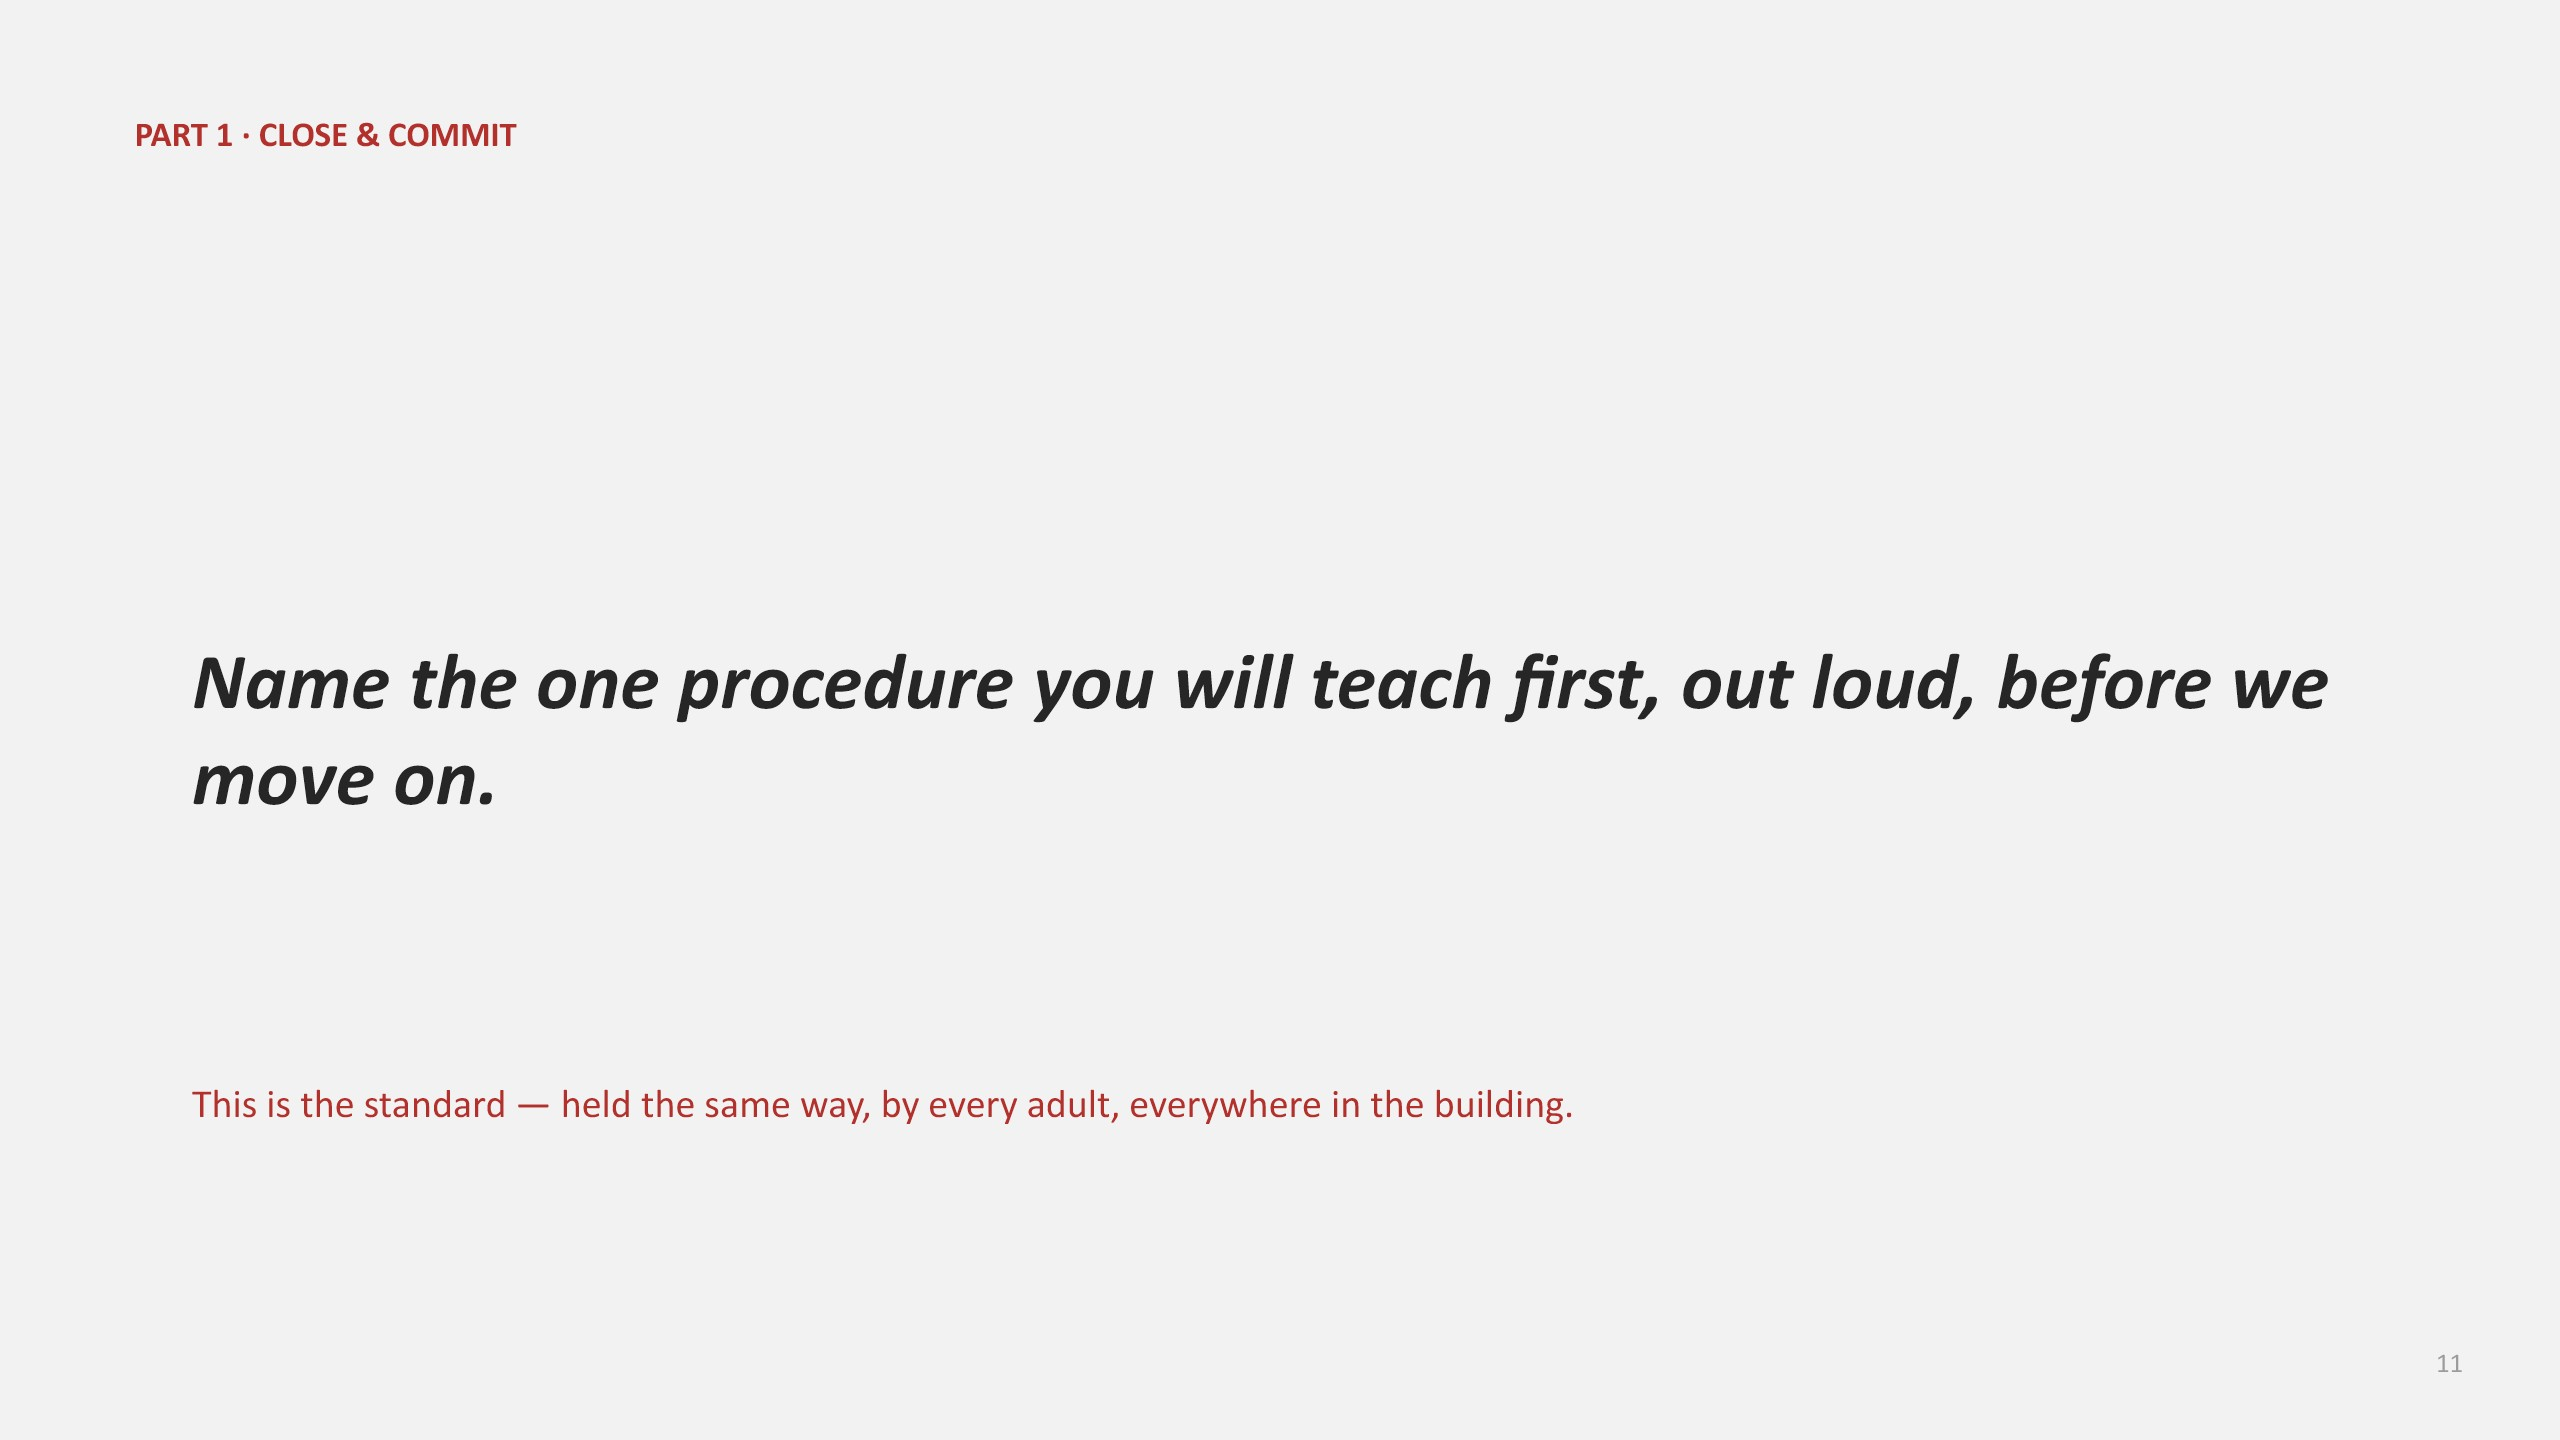 PART 1 · CLOSE & COMMIT
Name the one procedure you will teach first, out loud, before we
move on.
This is the standard — held the same way, by every adult, everywhere in the building.
11